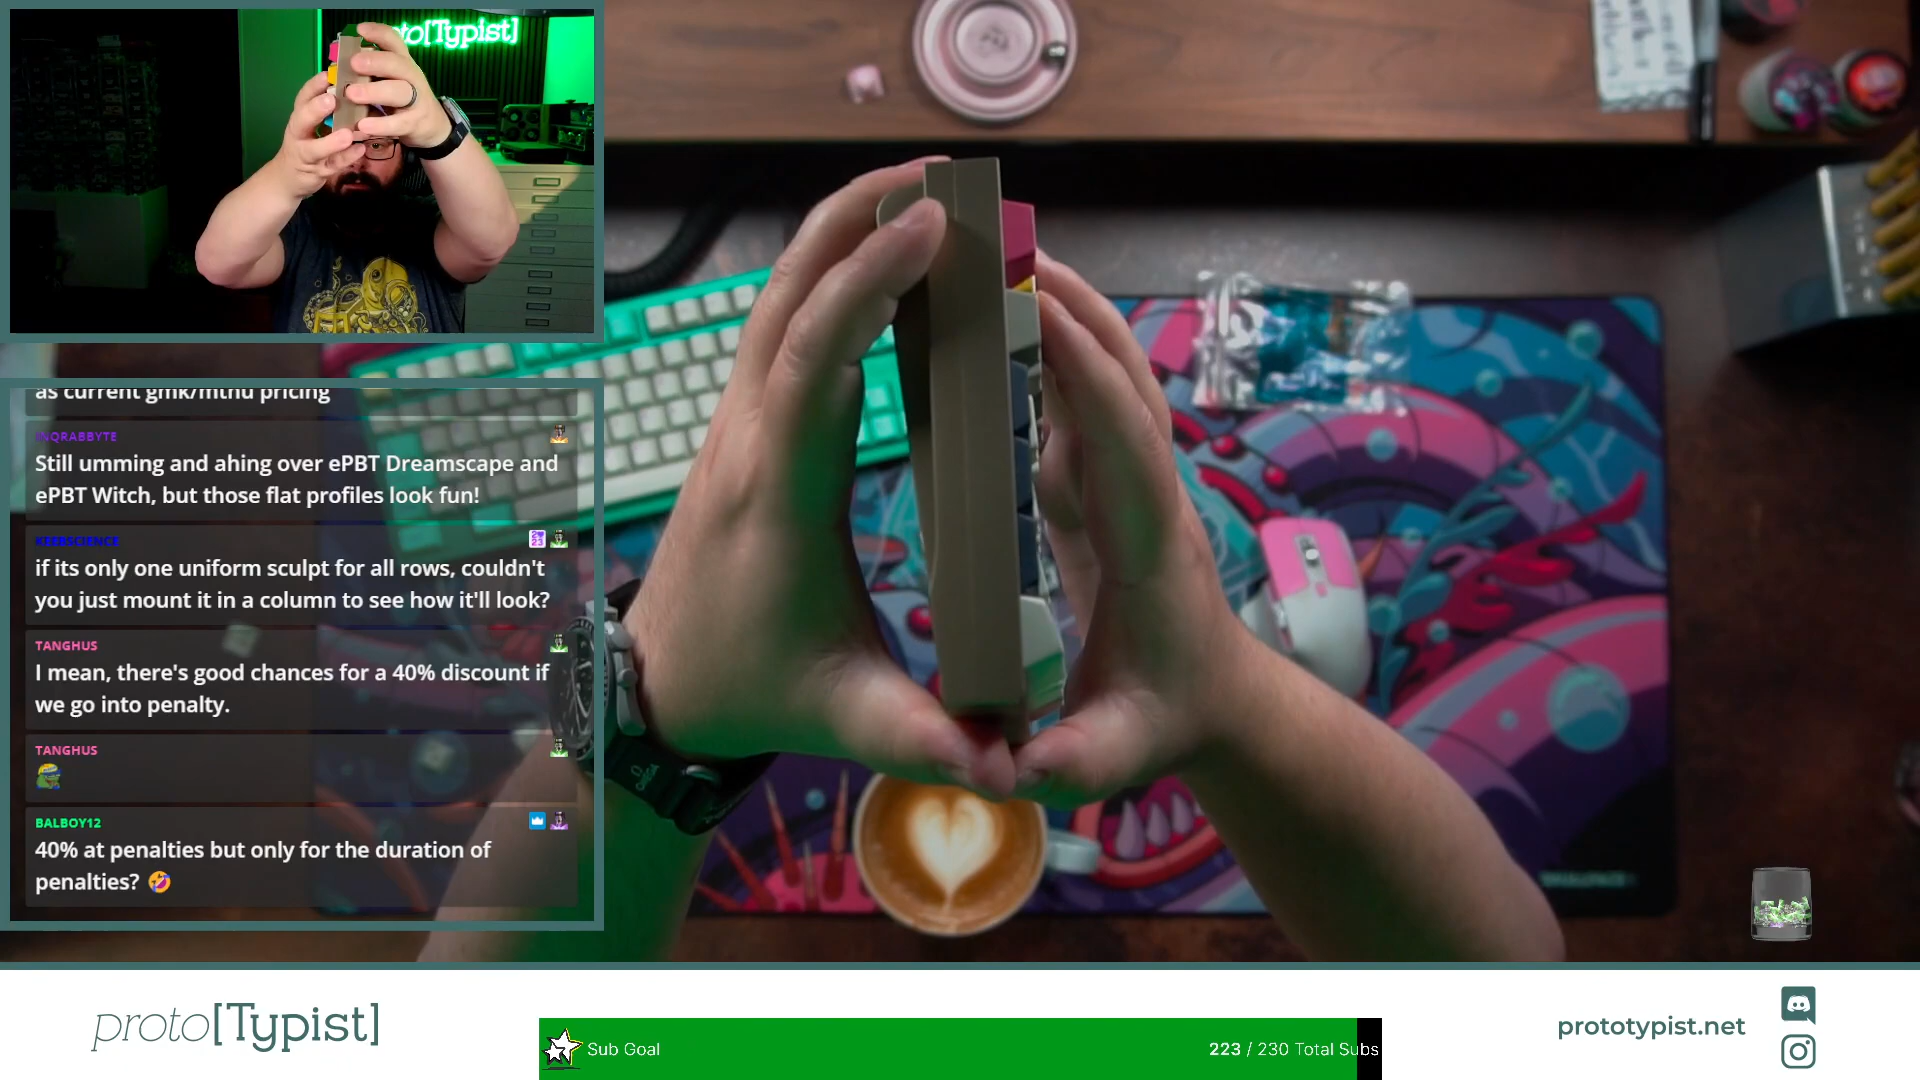 proto[Typist]
as current gmk/mtnu pricing
INQRABBYTE
Still umming and ahing over ePBT Dreamscape and
ePBT Witch, but those flat profiles look fun!
KEEBSCIENCE
if its only one uniform sculpt for all rows, couldn't
you just mount it in a column to see how it'll look?
TANGHUS
I mean, there's good chances for a 40% discount if
we go into penalty.
TANGHUS
BALBOY12
40% at penalties but only for the duration of
penalties? 🤣
OMEGA
proto[Typist]
Sub Goal
223 / 230 Total Subs
prototypist.net